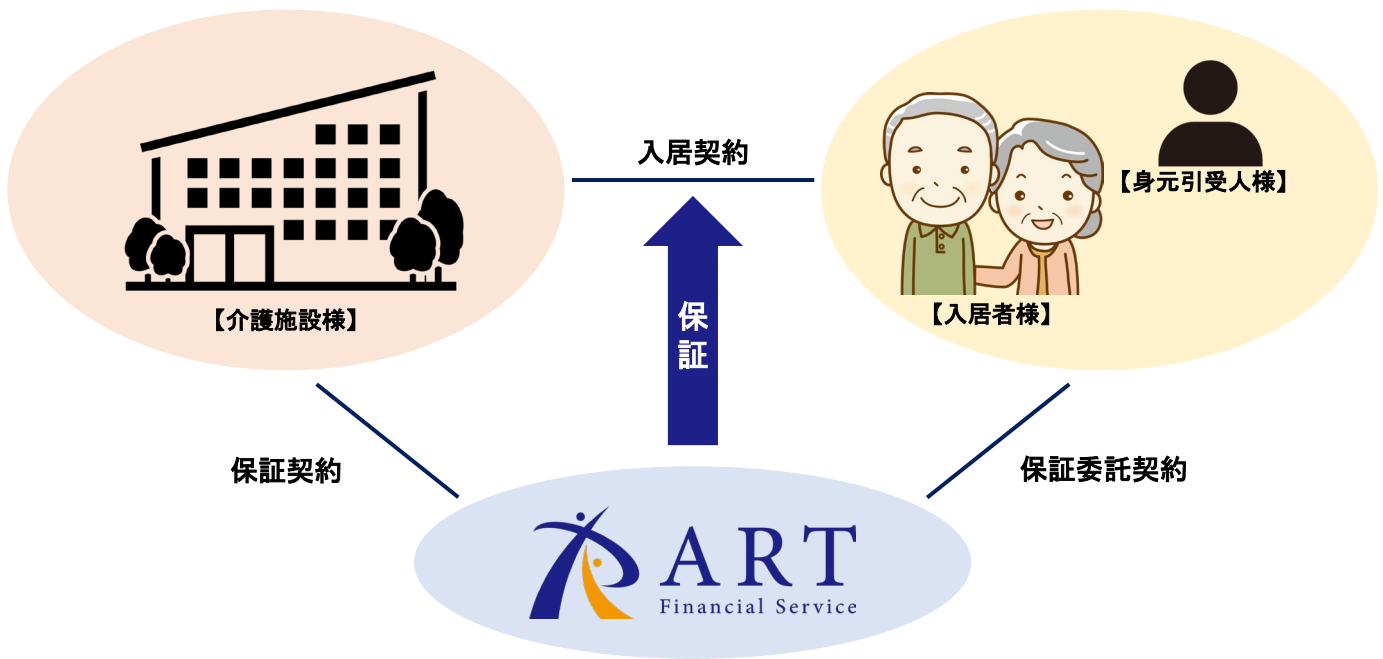 入居契約
【身元引受人様】
【介護施設様】
【入居者様】
保証
保証契約
保証委託契約
ART
Financial Service